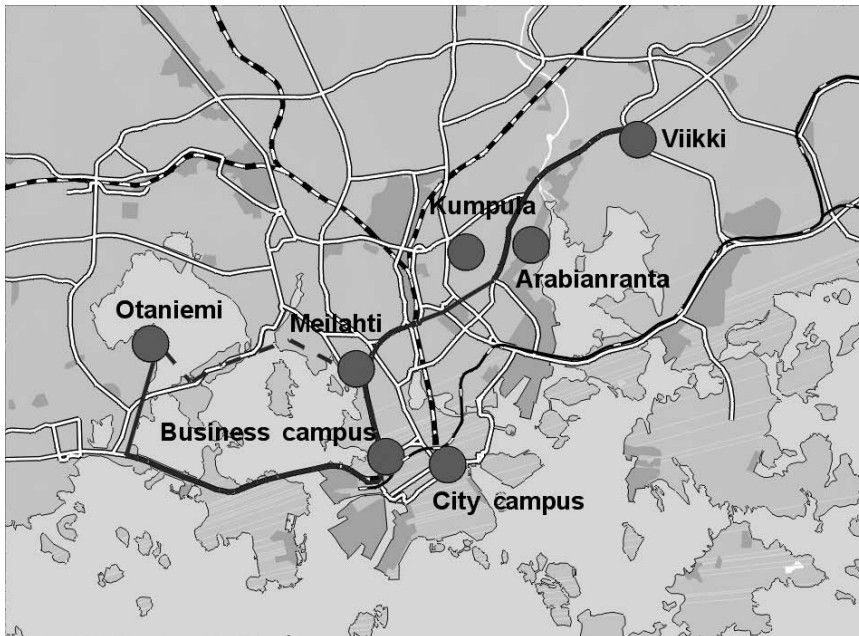 Viikki
Kumpula
Arabianranta
Otaniemi
Meilahti
Business campus
City campus